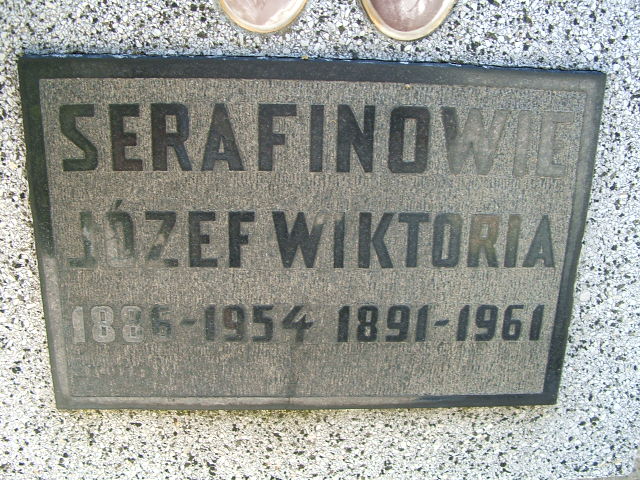 SERAFINOWIE
JÓZEF WIKTORIA
1886-1954 1891-1961